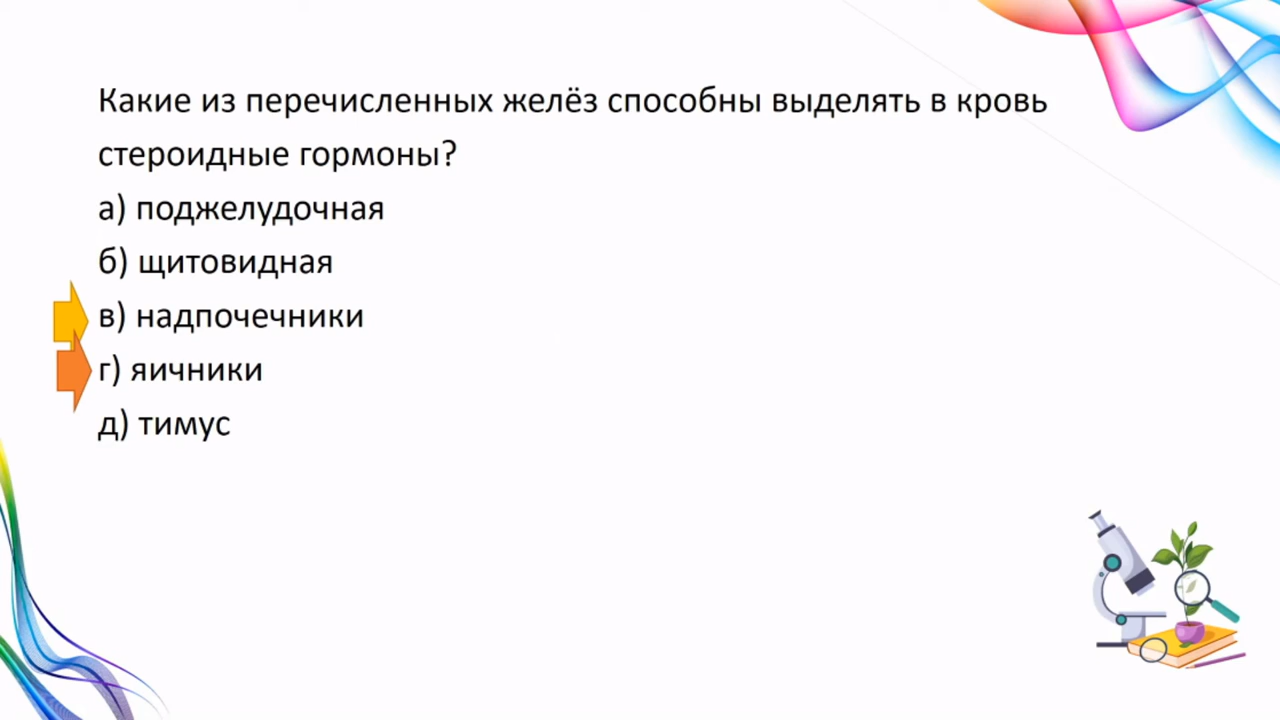 Какие из перечисленных желёз способны выделять в кровь
стероидные гормоны?
а) поджелудочная
б) щитовидная
в) надпочечники
г) яичники
д) тимус